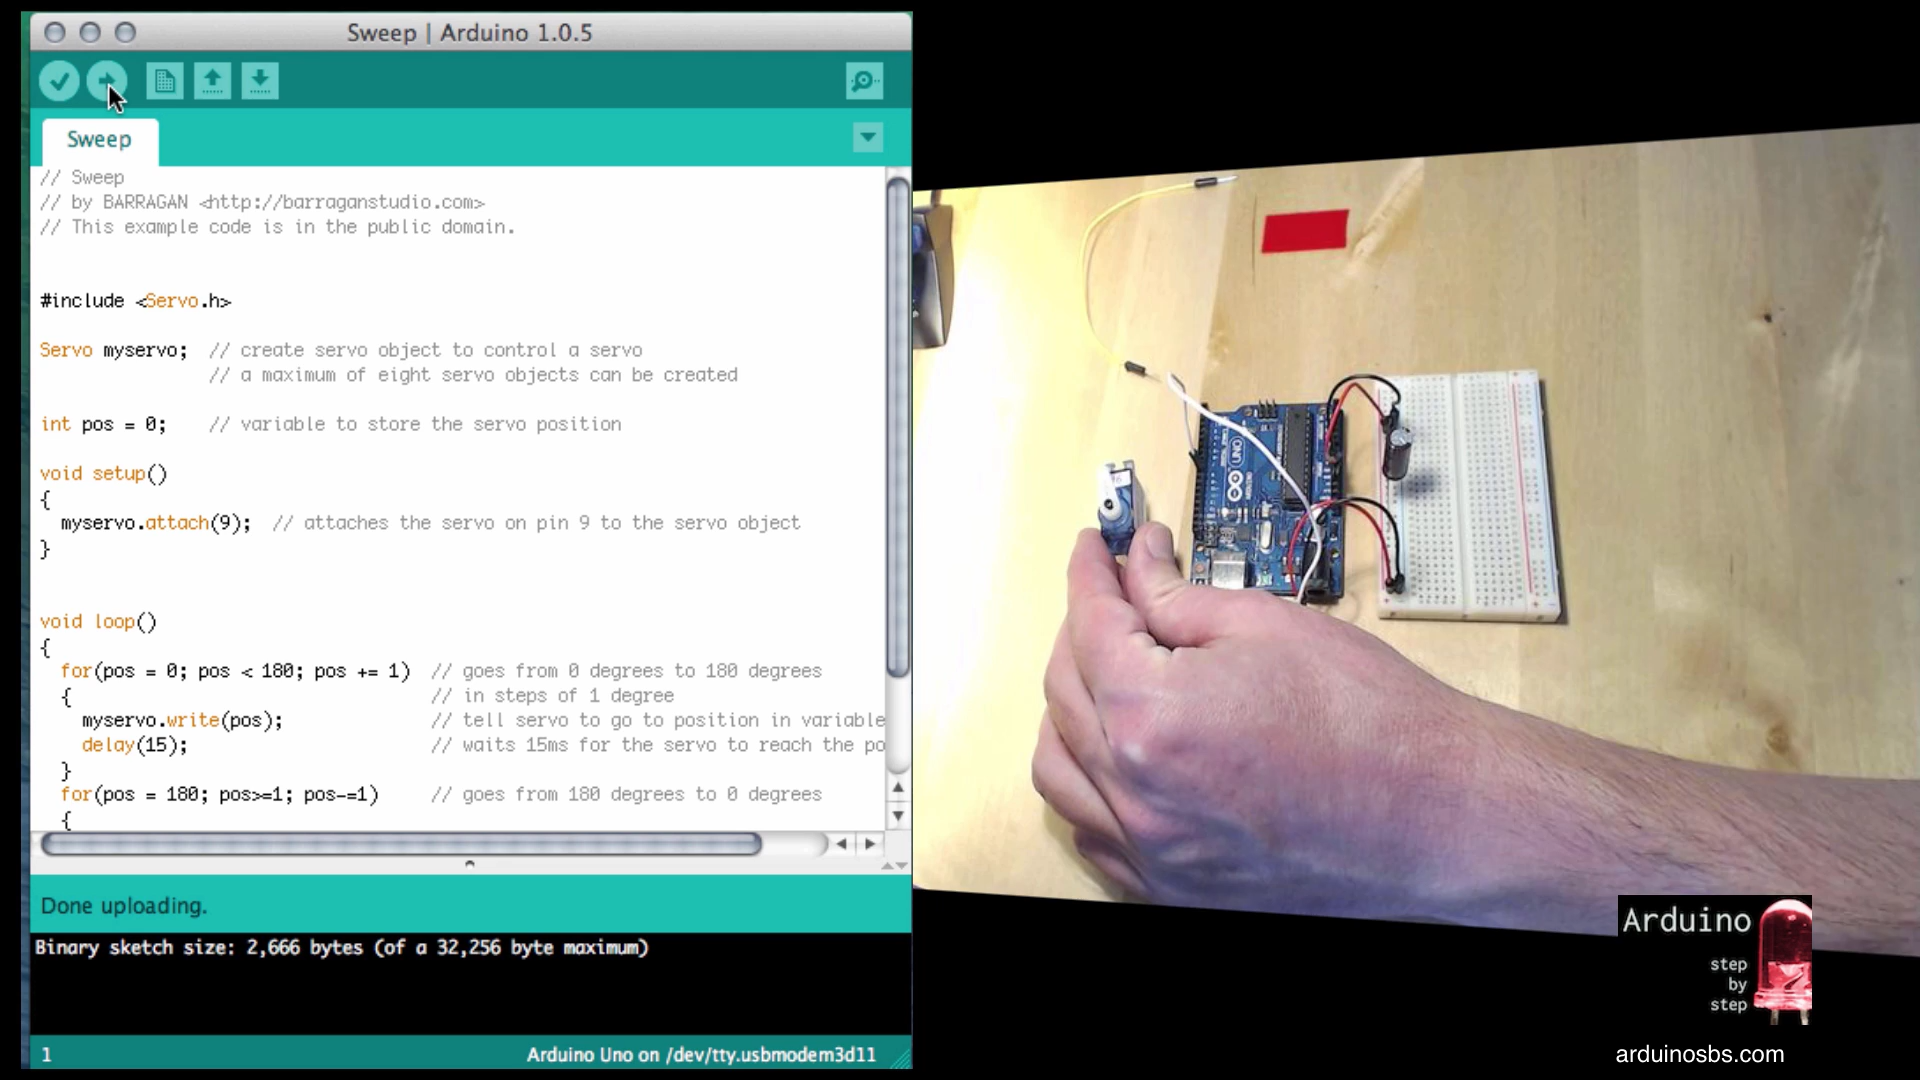 Sweep | Arduino 1.0.5
Sweep
// Sweep
// by BARRAGAN <http://barraganstudio.com>
// This example code is in the public domain.
#include <Servo.h>
Servo myservo;  // create servo object to control a servo
// a maximum of eight servo objects can be created
int pos = 0;    // variable to store the servo position
void setup()
{
myservo.attach(9);  // attaches the servo on pin 9 to the servo object
}
void loop()
{
for(pos = 0; pos < 180; pos += 1)  // goes from 0 degrees to 180 degrees
{                                  // in steps of 1 degree
myservo.write(pos);              // tell servo to go to position in variable
delay(15);                       // waits 15ms for the servo to reach the po
}
for(pos = 180; pos>=1; pos-=1)     // goes from 180 degrees to 0 degrees
{
Done uploading.
Binary sketch size: 2,666 bytes (of a 32,256 byte maximum)
1
Arduino Uno on /dev/tty.usbmodem3d11
UNO
Arduino
step
by
step
arduinosbs.com